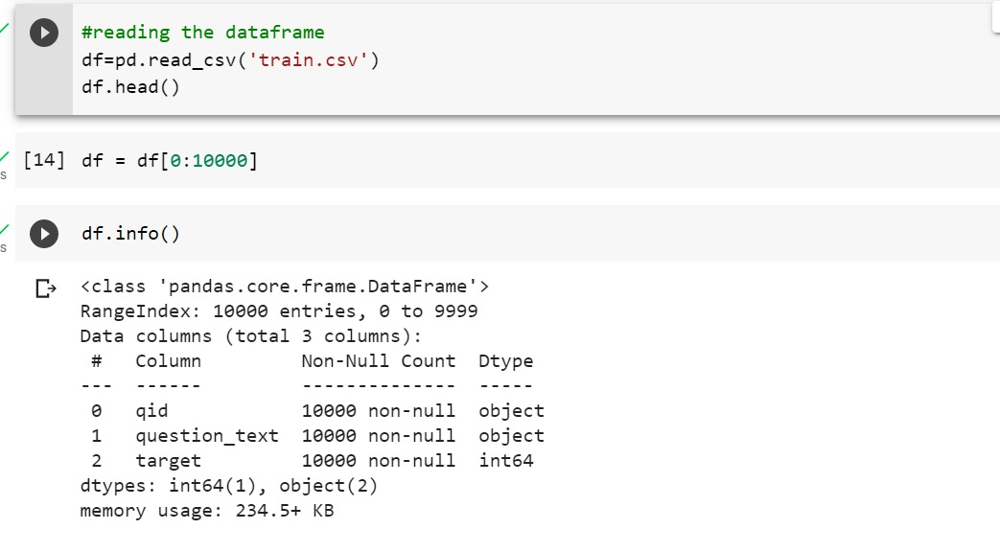 #reading the dataframe
df=pd.read_csv('train.csv')
df.head()
[14] df = df[0:10000]
s
df.info()
s
<class 'pandas.core.frame.DataFrame'>
RangeIndex: 10000 entries, 0 to 9999
Data columns (total 3 columns):
 #   Column         Non-Null Count  Dtype
---  ------         --------------  -----
 0   qid            10000 non-null  object
 1   question_text  10000 non-null  object
 2   target         10000 non-null  int64
dtypes: int64(1), object(2)
memory usage: 234.5+ KB